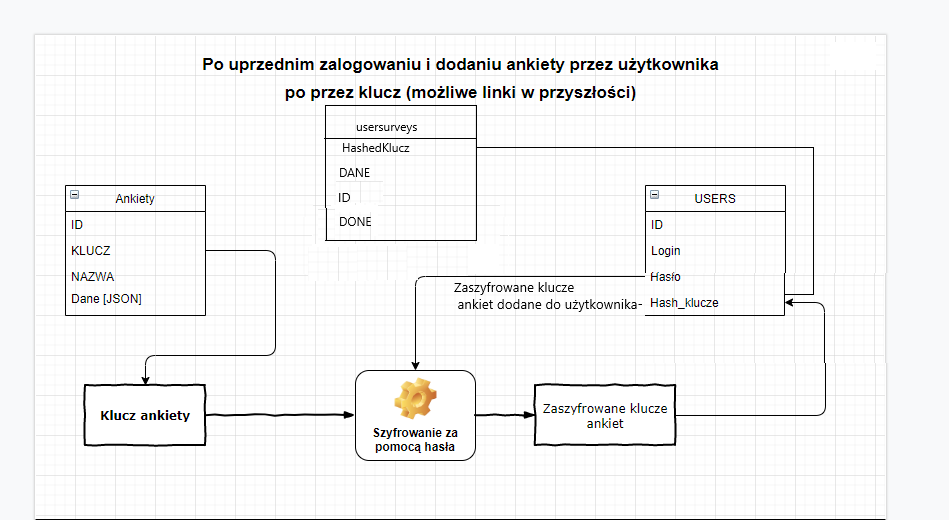 Po uprzednim zalogowaniu i dodaniu ankiety przez użytkownika
po przez klucz (możliwe linki w przyszłości)
usersurveys
HashedKlucz
DANE
ID
DONE
Ankiety
ID
KLUCZ
NAZWA
Dane [JSON]
USERS
ID
Login
Hasło
Hash_klucze
Zaszyfrowane klucze
ankiet dodane do użytkownika-
Klucz ankiety
Szyfrowanie za
pomocą hasła
Zaszyfrowane klucze
ankiet